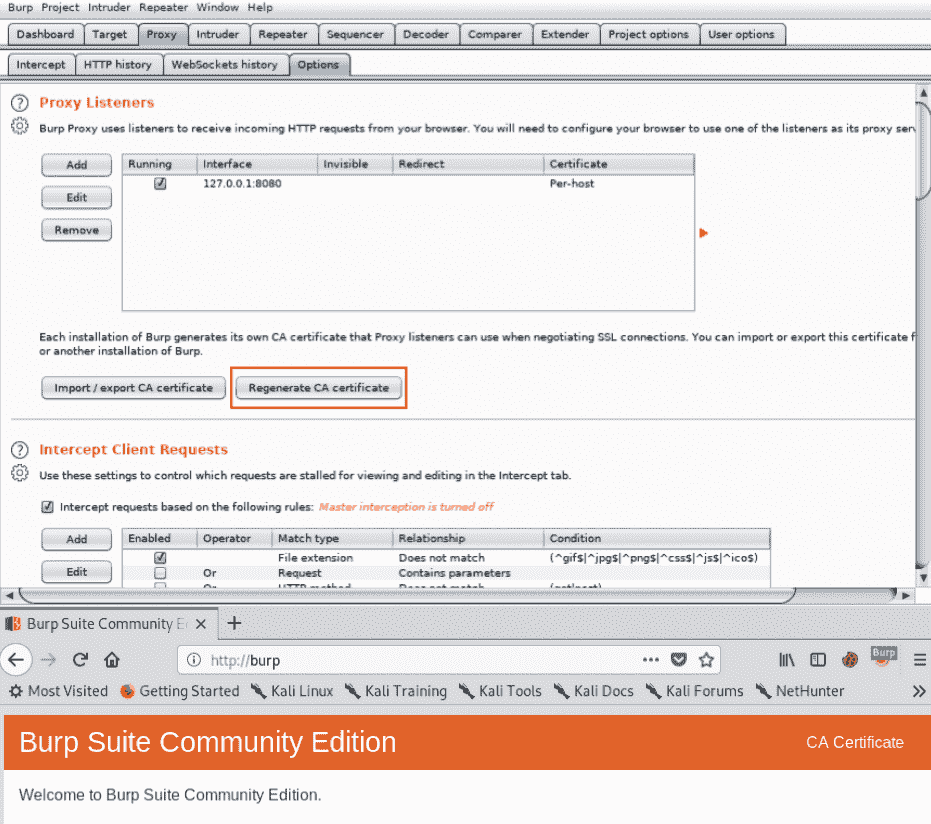 Burp Project Intruder Repeater Window Help
Dashboard Target Proxy Intruder Repeater Sequencer Decoder Comparer Extender Project options User options
Intercept HTTP history WebSockets history Options
? Proxy Listeners
Burp Proxy uses listeners to receive incoming HTTP requests from your browser. You will need to configure your browser to use one of the listeners as its proxy serv
Add Running Interface Invisible Redirect Certificate
127.0.0.1:8080 Per-host
Edit
Remove
Each installation of Burp generates its own CA certificate that Proxy listeners can use when negotiating SSL connections. You can import or export this certificate f
or another installation of Burp.
Import / export CA certificate Regenerate CA certificate
? Intercept Client Requests
Use these settings to control which requests are stalled for viewing and editing in the Intercept tab.
Intercept requests based on the following rules: Master interception is turned off
Add Enabled Operator Match type Relationship Condition
File extension Does not match (^gif$|^jpg$|^png$|^css$|^js$|^ico$)
Edit Or Request Contains parameters
Or HTTP method Does not match (get|post)
Burp Suite Community E
http://burp
Burp
Most Visited Getting Started Kali Linux Kali Training Kali Tools Kali Docs Kali Forums NetHunter
Burp Suite Community Edition CA Certificate
Welcome to Burp Suite Community Edition.